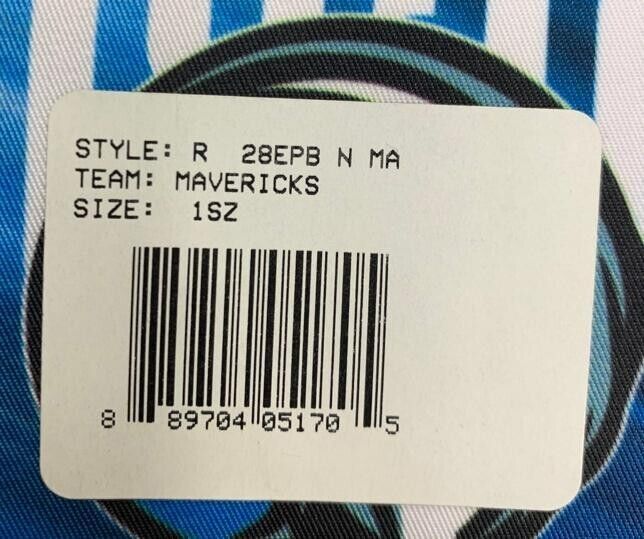 STYLE: R 28EPB N MA
TEAM: MAVERICKS
SIZE: 1SZ
8 89704 05170 5